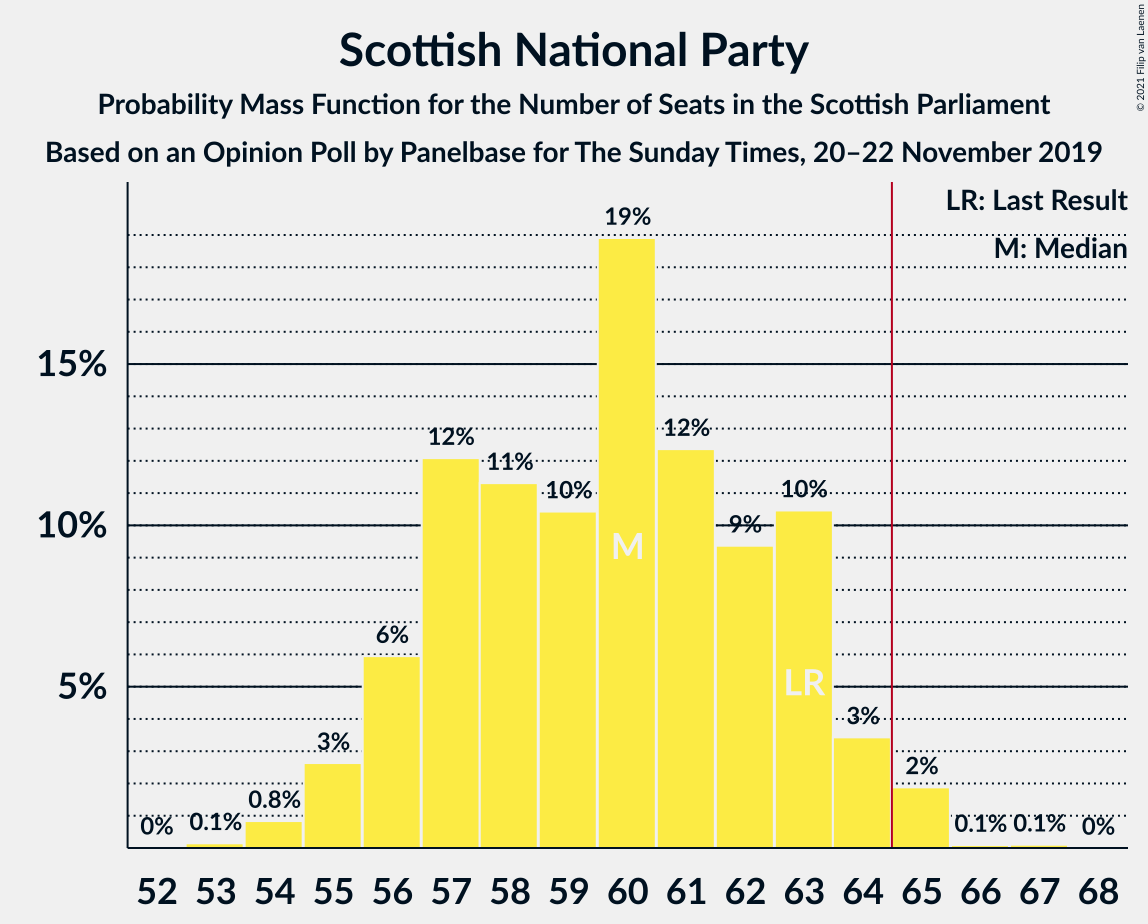 Scottish National Party
Probability Mass Function for the Number of Seats in the Scottish Parliament
Based on an Opinion Poll by Panelbase for The Sunday Times, 20–22 November 2019
© 2021 Filip van Laenen
LR: Last Result
M: Median
15%
10%
5%
0%
0.1%
0.8%
3%
6%
12%
11%
10%
19%
12%
9%
10%
3%
2%
0.1%
0.1%
0%
M
LR
52 53 54 55 56 57 58 59 60 61 62 63 64 65 66 67 68